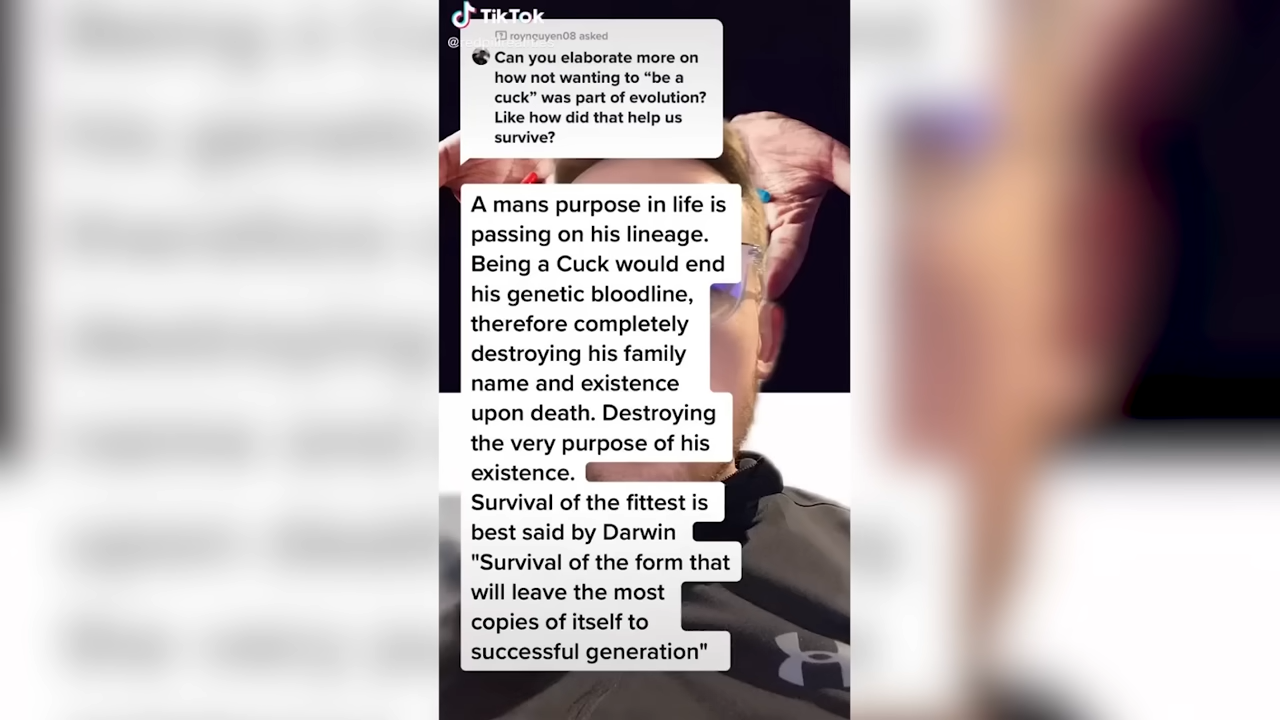 TikTok
@redpillrealities
roynguyen08 asked
Can you elaborate more on
how not wanting to “be a
cuck” was part of evolution?
Like how did that help us
survive?
A mans purpose in life is
passing on his lineage.
Being a Cuck would end
his genetic bloodline,
therefore completely
destroying his family
name and existence
upon death. Destroying
the very purpose of his
existence.
Survival of the fittest is
best said by Darwin
"Survival of the form that
will leave the most
copies of itself to
successful generation"